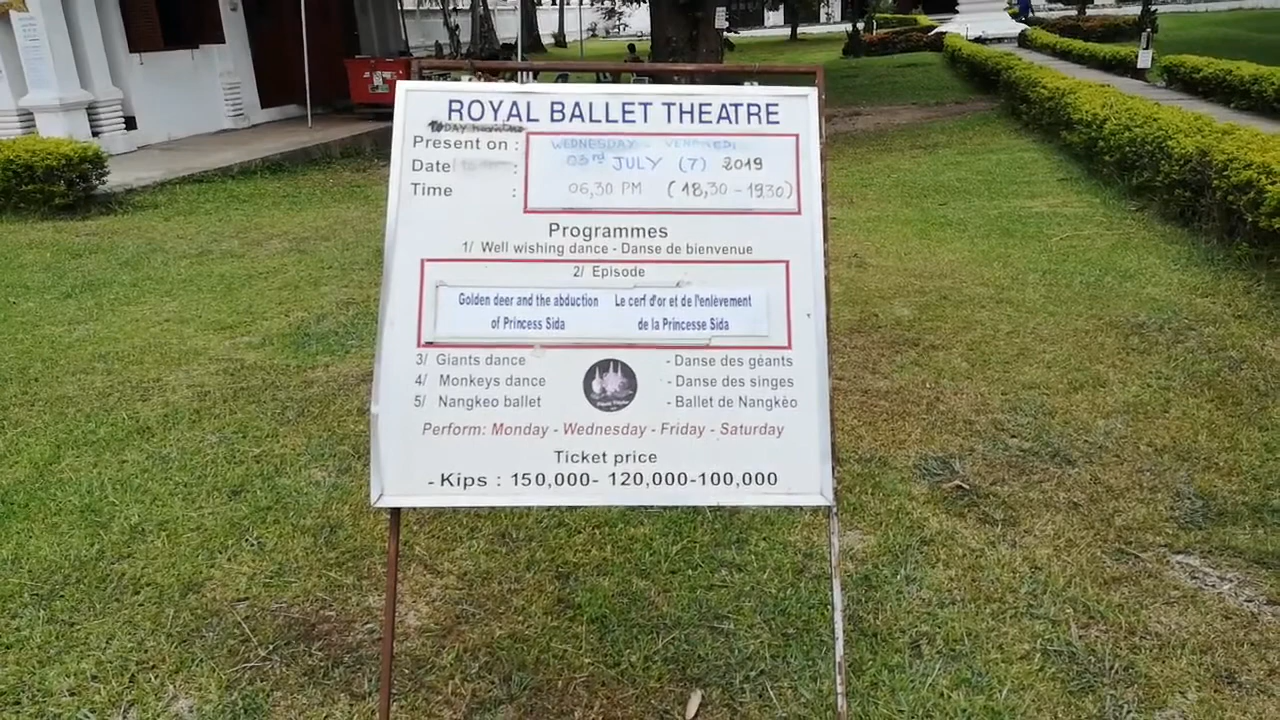 ROYAL BALLET THEATRE
TODAY
Present on : WEDNESDAY - VENDREDI
Date : 03rd JULY (7) 2019
Time : 06,30 PM ( 18,30 - 19,30)
Programmes
1/ Well wishing dance - Danse de bienvenue
2/ Episode
Golden deer and the abduction Le cerf d'or et de l'enlèvement
of Princess Sida de la Princesse Sida
3/ Giants dance - Danse des géants
4/ Monkeys dance - Danse des singes
5/ Nangkeo ballet - Ballet de Nangkèo
Perform: Monday - Wednesday - Friday - Saturday
Ticket price
- Kips : 150,000- 120,000-100,000